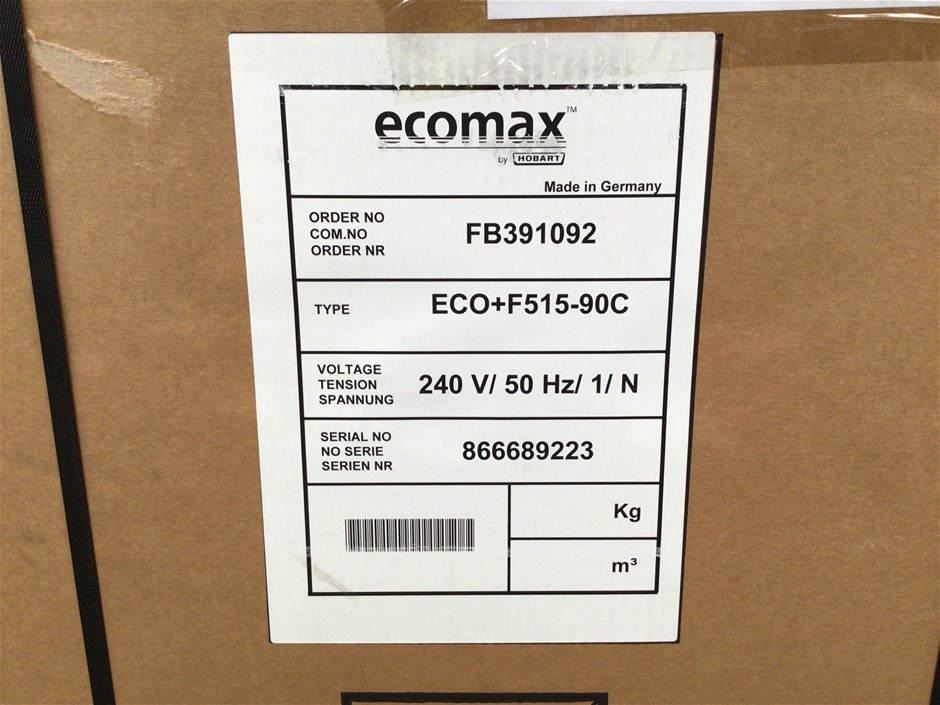 ecomax™
by HOBART
Made in Germany
ORDER NO
COM.NO
ORDER NR
FB391092
TYPE
ECO+F515-90C
VOLTAGE
TENSION
SPANNUNG
240 V/ 50 Hz/ 1/ N
SERIAL NO
NO SERIE
SERIEN NR
866689223
Kg
m³